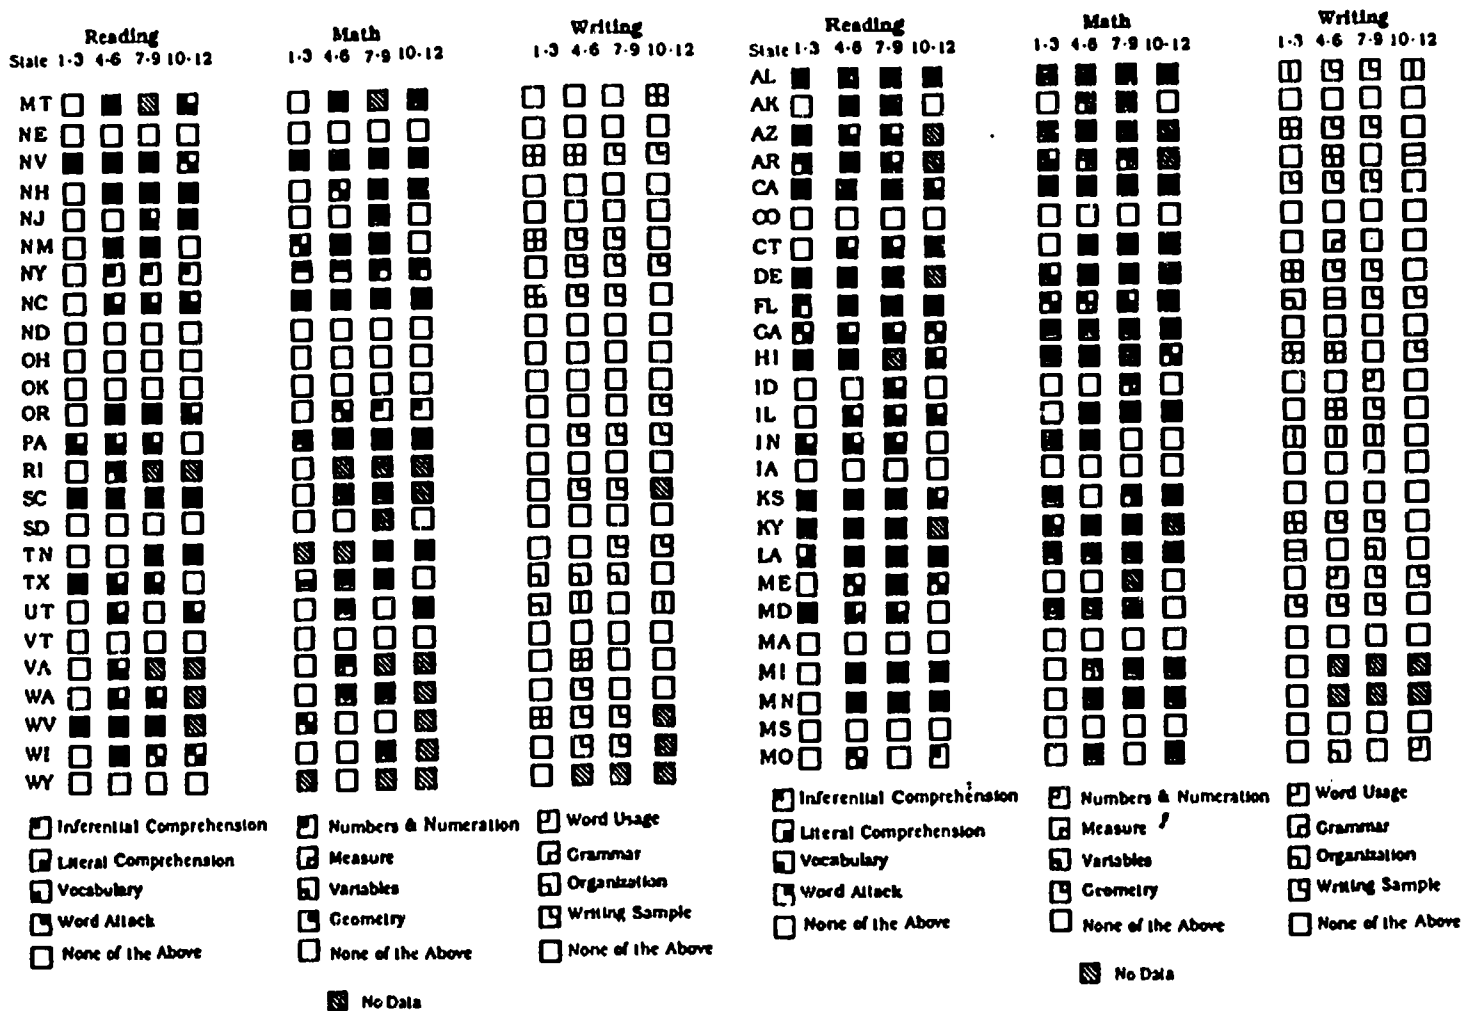 Reading Math Writing
State 1-3 4-6 7-9 10-12 1-3 4-6 7-9 10-12 1-3 4-6 7-9 10-12
MT
NE
NV
NH
NJ
NM
NY
NC
ND
OH
OK
OR
PA
RI
SC
SD
TN
TX
UT
VT
VA
WA
WV
WI
WY
Inferential Comprehension
Literal Comprehension
Vocabulary
Word Attack
None of the Above
Numbers & Numeration
Measure
Variables
Geometry
None of the Above
No Data
Word Usage
Grammar
Organization
Writing Sample
None of the Above
Reading Math Writing
State 1-3 4-6 7-9 10-12 1-3 4-6 7-9 10-12 1-3 4-6 7-9 10-12
AL
AK
AZ
AR
CA
CO
CT
DE
FL
GA
HI
ID
IL
IN
IA
KS
KY
LA
ME
MD
MA
MI
MN
MS
MO
Inferential Comprehension
Literal Comprehension
Vocabulary
Word Attack
None of the Above
Numbers & Numeration
Measure
Variables
Geometry
None of the Above
No Data
Word Usage
Grammar
Organization
Writing Sample
None of the Above